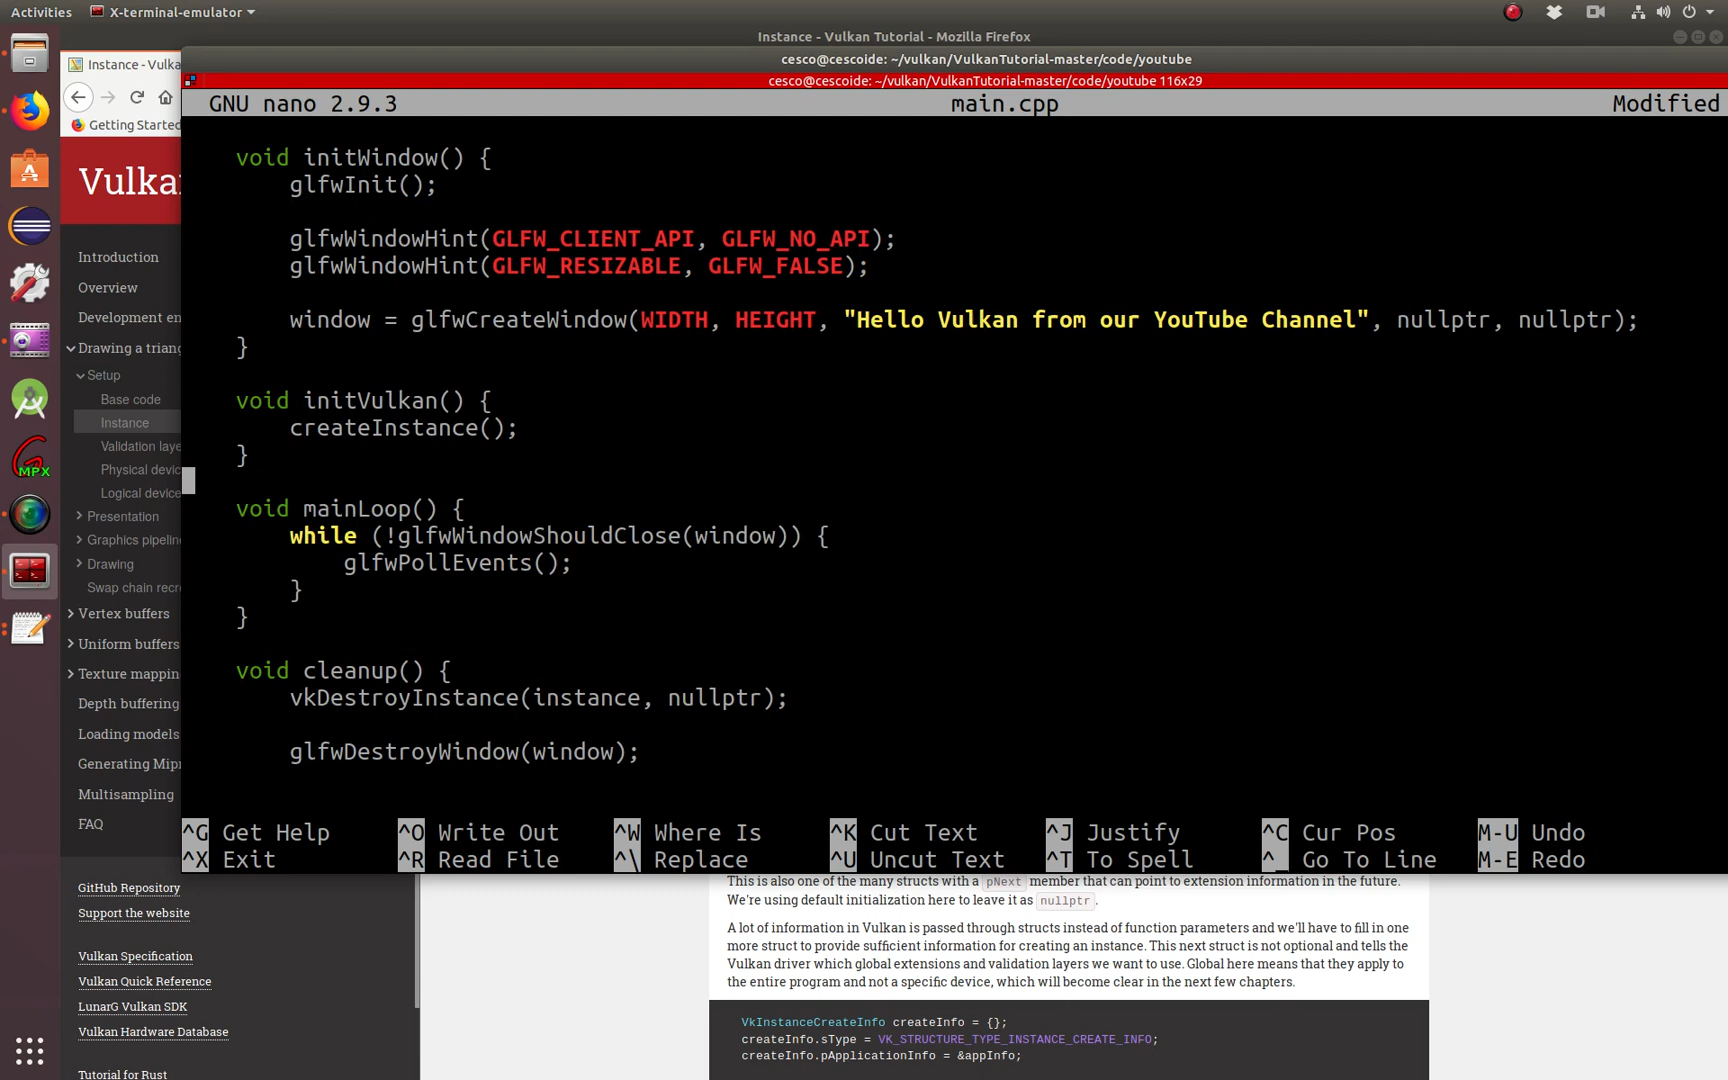 Activities X-terminal-emulator
Instance - Vulkan Tutorial - Mozilla Firefox
Instance - Vulka
cesco@cescoide: ~/vulkan/VulkanTutorial-master/code/youtube
cesco@cescoide: ~/vulkan/VulkanTutorial-master/code/youtube 116x29
GNU nano 2.9.3 main.cpp Modified
Getting Started
Vulkan
void initWindow() {
glfwInit();
glfwWindowHint(GLFW_CLIENT_API, GLFW_NO_API);
glfwWindowHint(GLFW_RESIZABLE, GLFW_FALSE);
window = glfwCreateWindow(WIDTH, HEIGHT, "Hello Vulkan from our YouTube Channel", nullptr, nullptr);
}
void initVulkan() {
createInstance();
}
void mainLoop() {
while (!glfwWindowShouldClose(window)) {
glfwPollEvents();
}
}
void cleanup() {
vkDestroyInstance(instance, nullptr);
glfwDestroyWindow(window);
^G Get Help ^O Write Out ^W Where Is ^K Cut Text ^J Justify ^C Cur Pos M-U Undo
^X Exit ^R Read File ^\ Replace ^U Uncut Text ^T To Spell ^_ Go To Line M-E Redo
Introduction
Overview
Development en
Drawing a triang
Setup
Base code
Instance
Validation laye
Physical devic
Logical device
Presentation
Graphics pipelin
Drawing
Swap chain recr
Vertex buffers
Uniform buffers
Texture mappin
Depth buffering
Loading models
Generating Mipr
Multisampling
FAQ
GitHub Repository
Support the website
Vulkan Specification
Vulkan Quick Reference
LunarG Vulkan SDK
Vulkan Hardware Database
Tutorial for Rust
MPX
This is also one of the many structs with a pNext member that can point to extension information in the future.
We're using default initialization here to leave it as nullptr.
A lot of information in Vulkan is passed through structs instead of function parameters and we'll have to fill in one
more struct to provide sufficient information for creating an instance. This next struct is not optional and tells the
Vulkan driver which global extensions and validation layers we want to use. Global here means that they apply to
the entire program and not a specific device, which will become clear in the next few chapters.
VkInstanceCreateInfo createInfo = {};
createInfo.sType = VK_STRUCTURE_TYPE_INSTANCE_CREATE_INFO;
createInfo.pApplicationInfo = &appInfo;